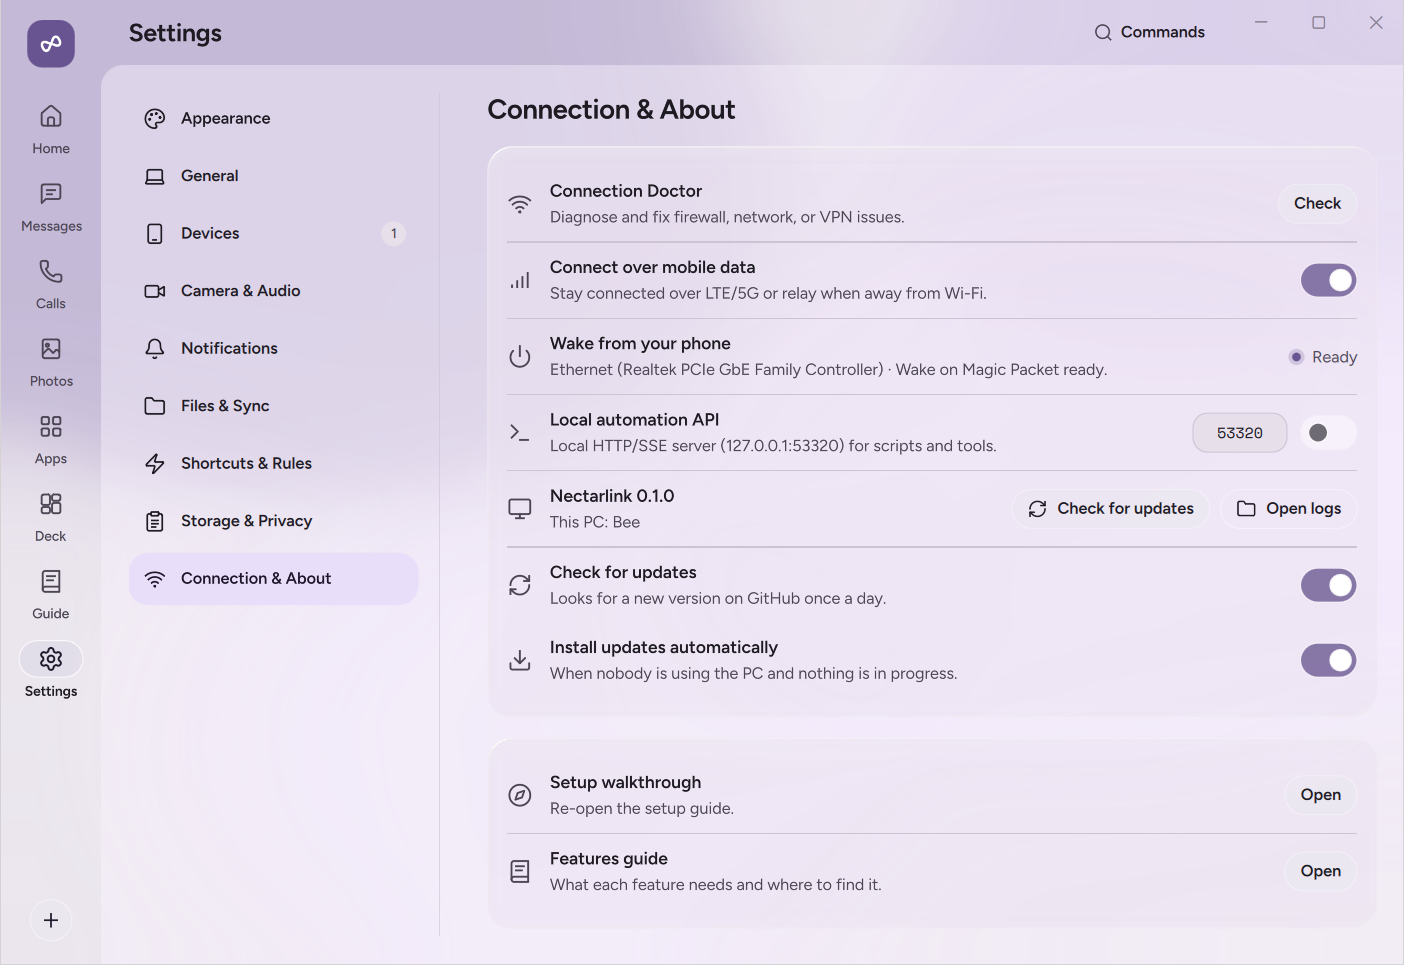 Settings
Commands
Home
Messages
Calls
Photos
Apps
Deck
Guide
Settings
Appearance
General
Devices
1
Camera & Audio
Notifications
Files & Sync
Shortcuts & Rules
Storage & Privacy
Connection & About
Connection & About
Connection Doctor
Diagnose and fix firewall, network, or VPN issues.
Check
Connect over mobile data
Stay connected over LTE/5G or relay when away from Wi-Fi.
Wake from your phone
Ethernet (Realtek PCIe GbE Family Controller) · Wake on Magic Packet ready.
Ready
Local automation API
Local HTTP/SSE server (127.0.0.1:53320) for scripts and tools.
53320
Nectarlink 0.1.0
This PC: Bee
Check for updates
Open logs
Check for updates
Looks for a new version on GitHub once a day.
Install updates automatically
When nobody is using the PC and nothing is in progress.
Setup walkthrough
Re-open the setup guide.
Open
Features guide
What each feature needs and where to find it.
Open